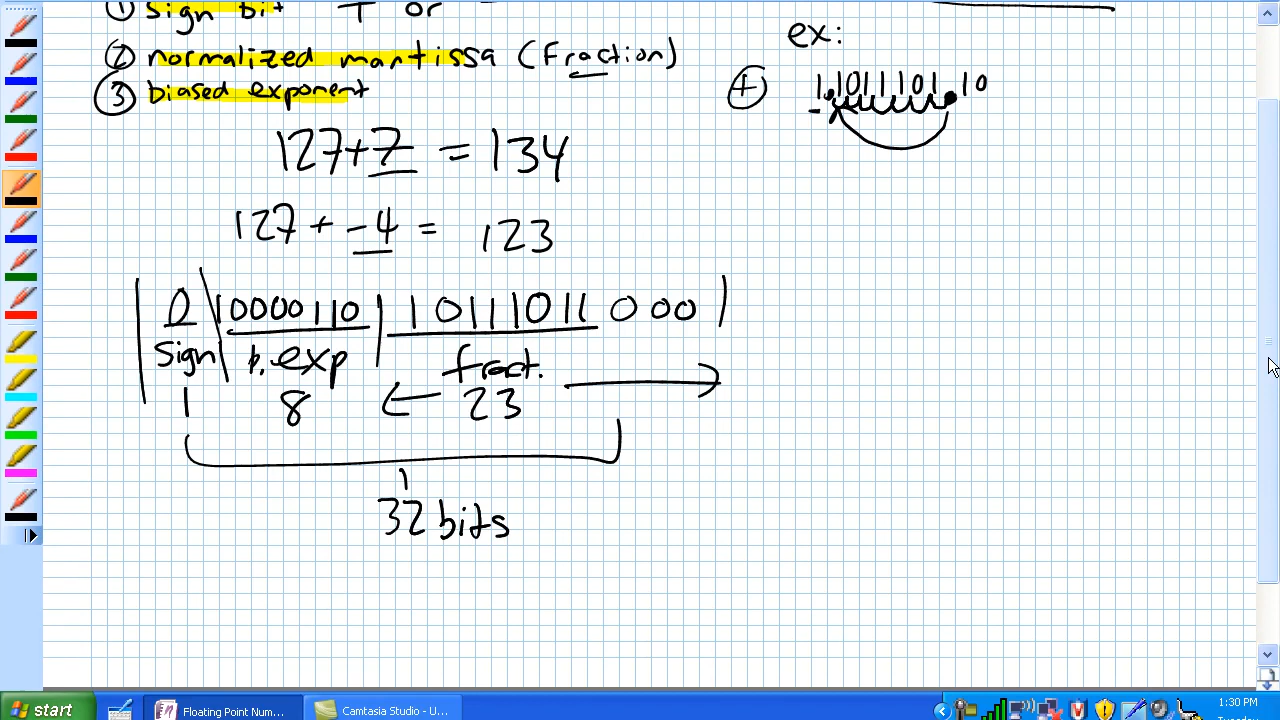 ① sign bit + or -
② normalized mantissa (fraction)
③ biased exponent
127+7 = 134
127 + -4 = 123
0 | 10000110 | 10111011000 |
sign b. exp fract.
1 8 ← 23 →
32 bits
ex:
+ 1.1011101.10
start
Floating Point Num...
Camtasia Studio - U...
1:30 PM
Tuesday